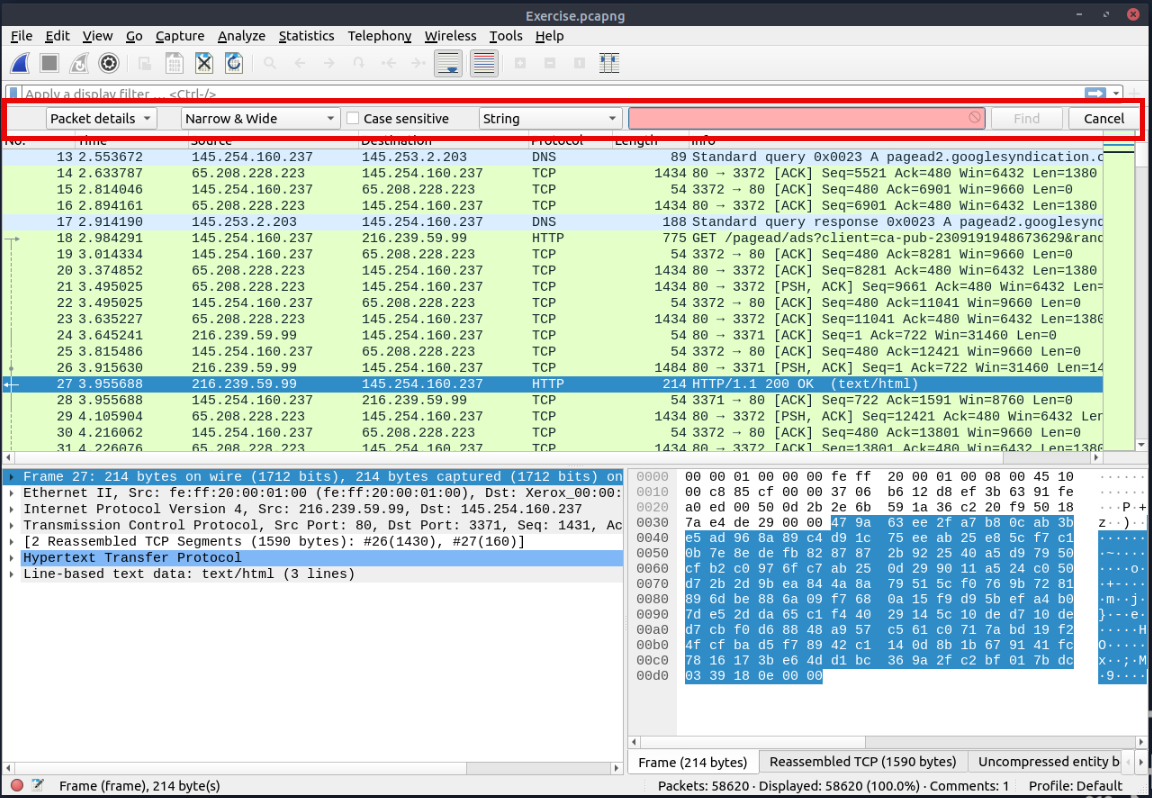 Exercise.pcapng
File Edit View Go Capture Analyze Statistics Telephony Wireless Tools Help
Apply a display filter ... <Ctrl-/>
Packet details Narrow & Wide Case sensitive String Find Cancel
No. Time Source Destination Protocol Length Info
13 2.553672 145.254.160.237 145.253.2.203 DNS 89 Standard query 0x0023 A pagead2.googlesyndication.c
14 2.633787 65.208.228.223 145.254.160.237 TCP 1434 80 → 3372 [ACK] Seq=5521 Ack=480 Win=6432 Len=1380
15 2.814046 145.254.160.237 65.208.228.223 TCP 54 3372 → 80 [ACK] Seq=480 Ack=6901 Win=9660 Len=0
16 2.894161 65.208.228.223 145.254.160.237 TCP 1434 80 → 3372 [ACK] Seq=6901 Ack=480 Win=6432 Len=1380
17 2.914190 145.253.2.203 145.254.160.237 DNS 188 Standard query response 0x0023 A pagead2.googlesynd
18 2.984291 145.254.160.237 216.239.59.99 HTTP 775 GET /pagead/ads?client=ca-pub-2309191948673629&rand
19 3.014334 145.254.160.237 65.208.228.223 TCP 54 3372 → 80 [ACK] Seq=480 Ack=8281 Win=9660 Len=0
20 3.374852 65.208.228.223 145.254.160.237 TCP 1434 80 → 3372 [ACK] Seq=8281 Ack=480 Win=6432 Len=1380
21 3.495025 65.208.228.223 145.254.160.237 TCP 1434 80 → 3372 [PSH, ACK] Seq=9661 Ack=480 Win=6432 Len=
22 3.495025 145.254.160.237 65.208.228.223 TCP 54 3372 → 80 [ACK] Seq=480 Ack=11041 Win=9660 Len=0
23 3.635227 65.208.228.223 145.254.160.237 TCP 1434 80 → 3372 [ACK] Seq=11041 Ack=480 Win=6432 Len=1380
24 3.645241 216.239.59.99 145.254.160.237 TCP 54 80 → 3371 [ACK] Seq=1 Ack=722 Win=31460 Len=0
25 3.815486 145.254.160.237 65.208.228.223 TCP 54 3372 → 80 [ACK] Seq=480 Ack=12421 Win=9660 Len=0
26 3.915630 216.239.59.99 145.254.160.237 TCP 1484 80 → 3371 [PSH, ACK] Seq=1 Ack=722 Win=31460 Len=14
27 3.955688 216.239.59.99 145.254.160.237 HTTP 214 HTTP/1.1 200 OK (text/html)
28 3.955688 145.254.160.237 216.239.59.99 TCP 54 3371 → 80 [ACK] Seq=722 Ack=1591 Win=8760 Len=0
29 4.105904 65.208.228.223 145.254.160.237 TCP 1434 80 → 3372 [PSH, ACK] Seq=12421 Ack=480 Win=6432 Len
30 4.216062 145.254.160.237 65.208.228.223 TCP 54 3372 → 80 [ACK] Seq=480 Ack=13801 Win=9660 Len=0
31 4.226076 65.208.228.223 145.254.160.237 TCP 1434 80 → 3372 [ACK] Seq=13801 Ack=480 Win=6432 Len=1380
Frame 27: 214 bytes on wire (1712 bits), 214 bytes captured (1712 bits) on
Ethernet II, Src: fe:ff:20:00:01:00 (fe:ff:20:00:01:00), Dst: Xerox_00:00:
Internet Protocol Version 4, Src: 216.239.59.99, Dst: 145.254.160.237
Transmission Control Protocol, Src Port: 80, Dst Port: 3371, Seq: 1431, Ac
[2 Reassembled TCP Segments (1590 bytes): #26(1430), #27(160)]
Hypertext Transfer Protocol
Line-based text data: text/html (3 lines)
0000 00 00 01 00 00 00 fe ff 20 00 01 00 08 00 45 10 ······
0010 00 c8 85 cf 00 00 37 06 b6 12 d8 ef 3b 63 91 fe ······
0020 a0 ed 00 50 0d 2b 2e 6b 59 1a 36 c2 20 f9 50 18 ···P·+
0030 7a e4 de 29 00 00 47 9a 63 ee 2f a7 b8 0c ab 3b z··)··
0040 e5 ad 96 8a 89 c4 d9 1c 75 ee ab 25 e8 5c f7 c1 ······
0050 0b 7e 8e de fb 82 87 87 2b 92 25 40 a5 d9 79 50 ·~····
0060 cf b2 c0 97 6f c7 ab 25 0d 29 90 11 a5 24 c0 50 ····o·
0070 d7 2b 2d 9b ea 84 4a 8a 79 51 5c f0 76 9b 72 81 ·+-···
0080 89 6d be 88 6a 09 f7 68 0a 15 f9 d5 be fa 4 b0 ·m··j·
0090 7d e5 2d da 65 c1 f4 40 29 14 5c 10 de d7 10 de }·-·e·
00a0 d7 cb f0 d6 88 48 a9 57 c5 61 c0 71 7a bd 19 f2 ·····H
00b0 4f cf ba d5 f7 89 42 c1 14 0d 8b 1b 67 91 41 fc O·····
00c0 78 16 17 3b e6 4d d1 bc 36 9a 2f c2 bf 01 7b dc x··;·M
00d0 03 39 18 0e 00 00 ·9····
Frame (214 bytes) Reassembled TCP (1590 bytes) Uncompressed entity b
Frame (frame), 214 byte(s) Packets: 58620 · Displayed: 58620 (100.0%) · Comments: 1 Profile: Default